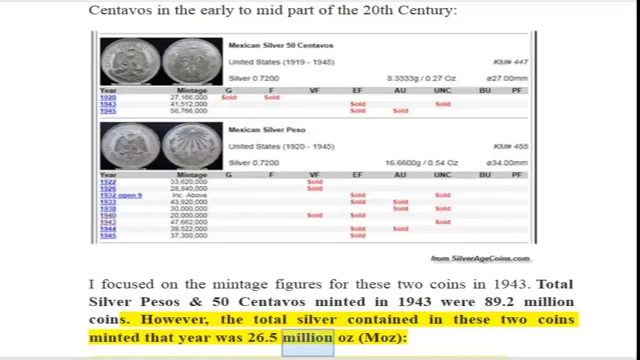 Centavos in the early to mid part of the 20th Century:
Mexican Silver 50 Centavos
United States (1919 - 1945) KM# 447
Silver 0.7200 8.3333g / 0.27 Oz ø27.00mm
Year Mintage G F VF EF AU UNC BU PF
1920 27,166,000 Sold Sold
1943 41,512,000 Sold Sold
1945 56,766,000 Sold Sold
Mexican Silver Peso
United States (1920 - 1945) KM# 455
Silver 0.7200 16.6600g / 0.54 Oz ø34.00mm
Year Mintage G F VF EF AU UNC BU PF
1922 33,620,000 Sold
1926 28,840,000 Sold
1932 open 9 Inc. Above Sold Sold
1933 43,920,000 Sold Sold
1938 30,000,000 Sold Sold
1940 20,000,000 Sold Sold Sold
1943 47,662,000 Sold Sold
1944 39,522,000 Sold Sold
1945 37,300,000 Sold
from SilverAgeCoins.com
I focused on the mintage figures for these two coins in 1943. Total
Silver Pesos & 50 Centavos minted in 1943 were 89.2 million
coins. However, the total silver contained in these two coins
minted that year was 26.5 million oz (Moz):